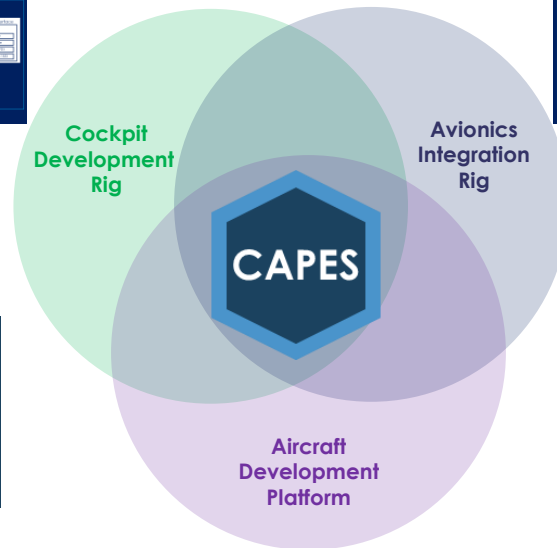 Cockpit
Development
Rig
Avionics
Integration
Rig
CAPES
Aircraft
Development
Platform